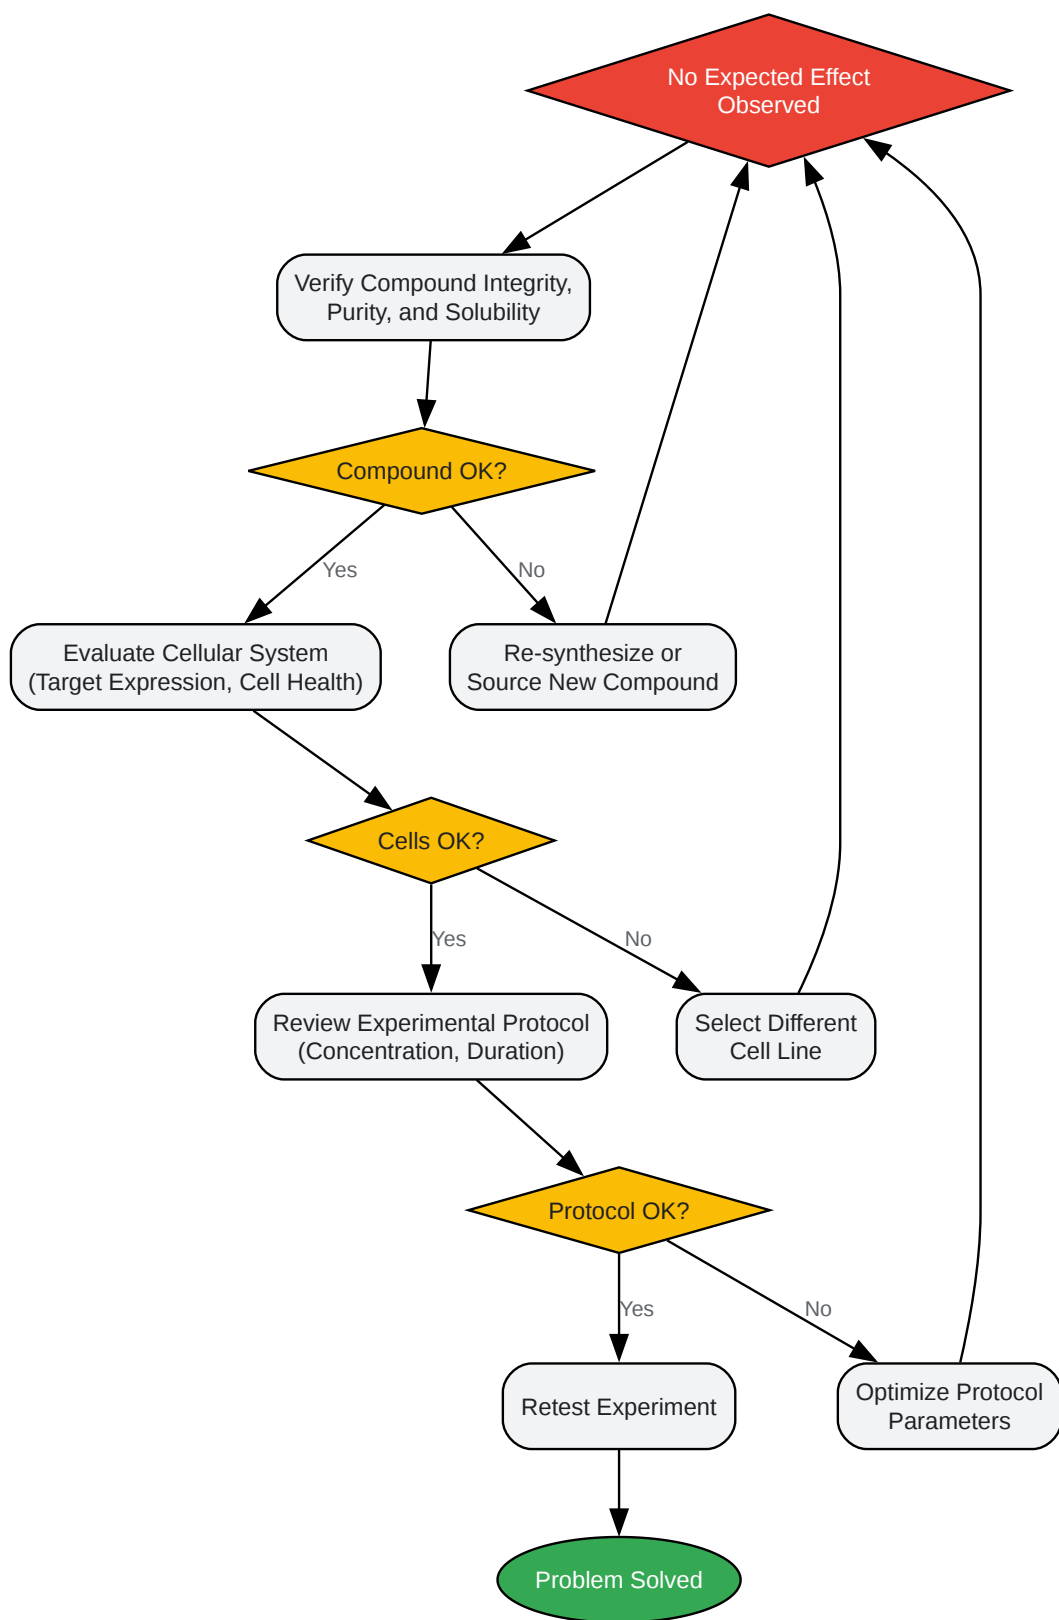 No Expected Effect
Observed
Verify Compound Integrity,
Purity, and Solubility
Compound OK?
Yes
No
Evaluate Cellular System
(Target Expression, Cell Health)
Re-synthesize or
Source New Compound
Cells OK?
Yes
No
Review Experimental Protocol
(Concentration, Duration)
Select Different
Cell Line
Protocol OK?
Yes
No
Retest Experiment
Optimize Protocol
Parameters
Problem Solved